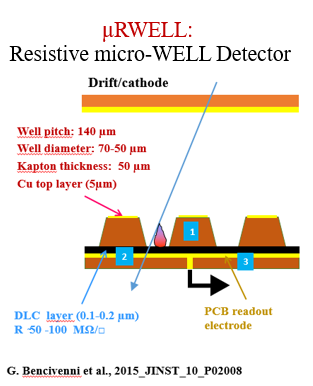 μRWELL:
Resistive micro-WELL Detector
Drift/cathode:
Well pitch: 140 μm
Well diameter: 70-50 μm
Kapton thickness: 50 μm
Cu top layer (5μm)
1
2
3
DLC layer (0.1-0.2 μm)
R ̴50 -100 MΩ/□
PCB readout
electrode
G. Bencivenni et al., 2015_JINST_10_P02008